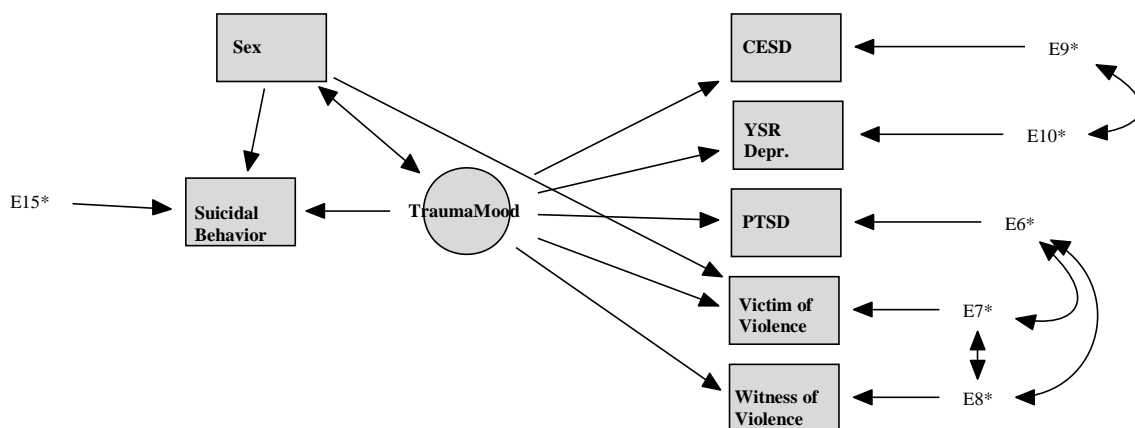 Sex
CESD
E9*
YSR
Depr.
E10*
E15*
Suicidal
Behavior
TraumaMood
PTSD
E6*
Victim of
Violence
E7*
Witness of
Violence
E8*